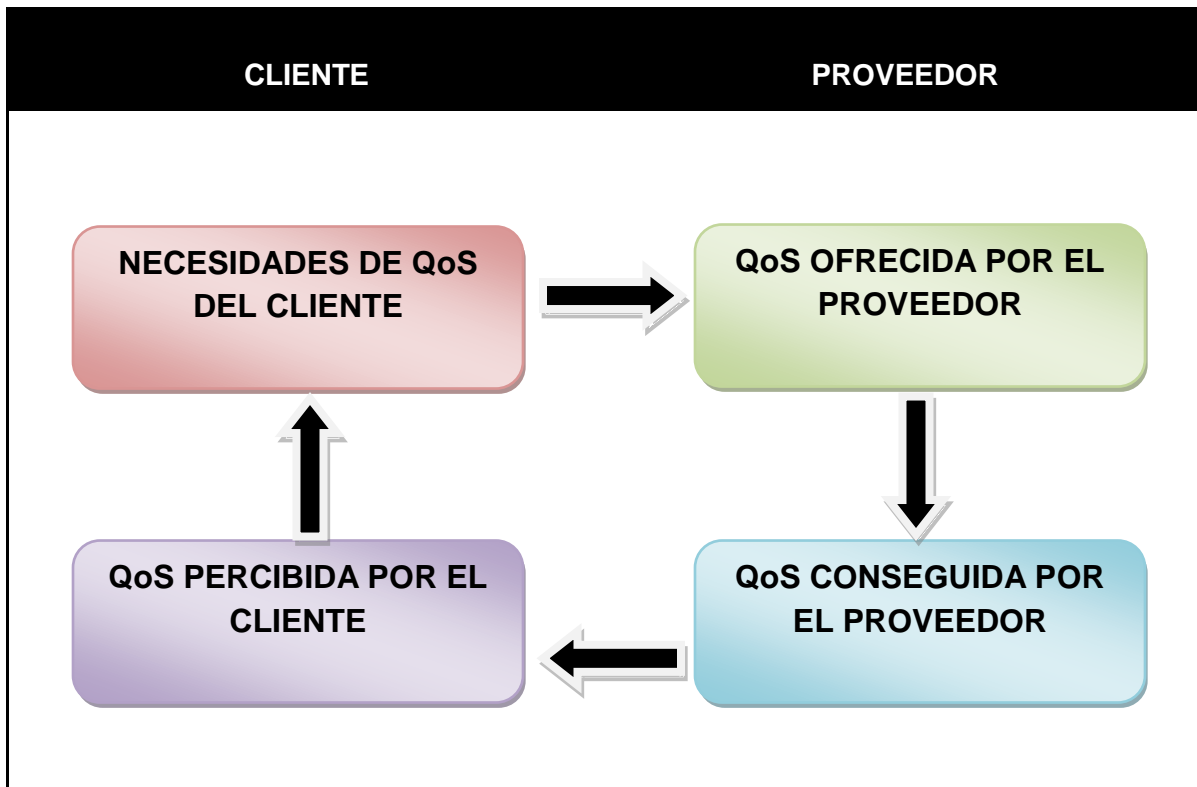 CLIENTE
PROVEEDOR
NECESIDADES DE QoS
DEL CLIENTE
QoS OFRECIDA POR EL
PROVEEDOR
QoS PERCIBIDA POR EL
CLIENTE
QoS CONSEGUIDA POR
EL PROVEEDOR